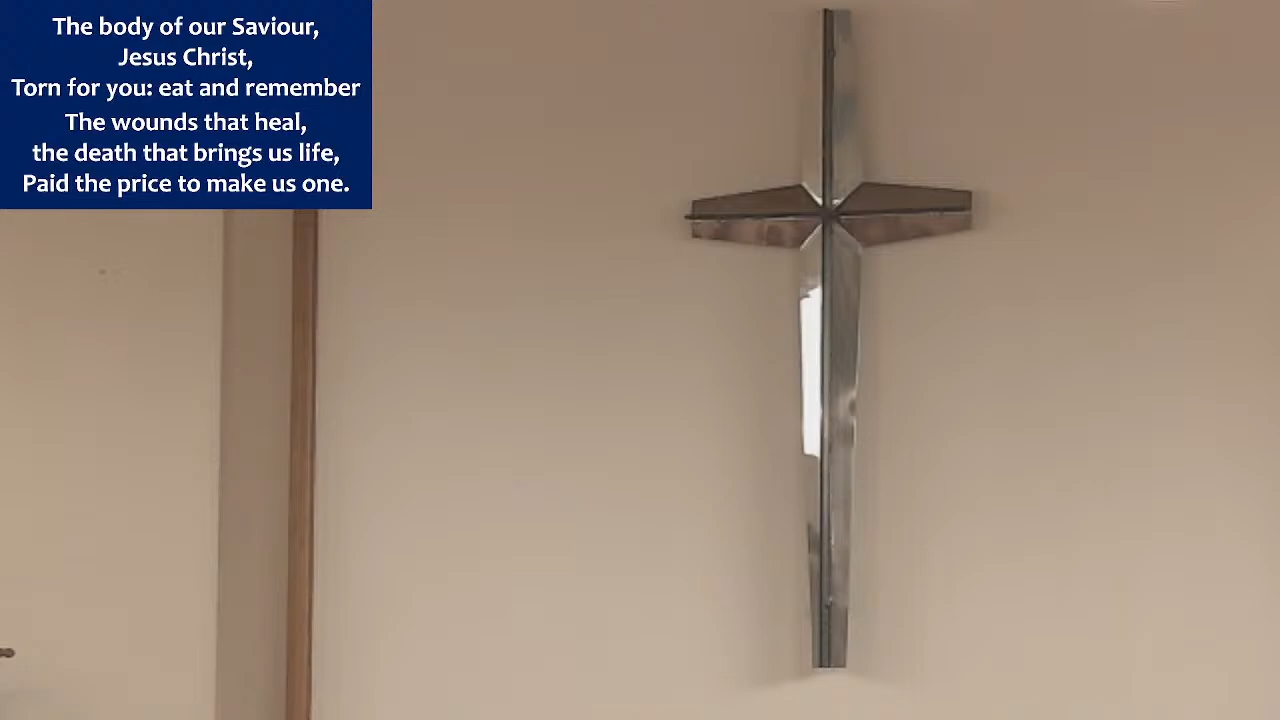 The body of our Saviour,
Jesus Christ,
Torn for you: eat and remember
The wounds that heal,
the death that brings us life,
Paid the price to make us one.